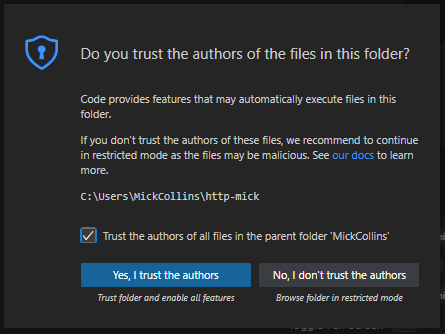 Do you trust the authors of the files in this folder?
Code provides features that may automatically execute files in this
folder.
If you don't trust the authors of these files, we recommend to continue
in restricted mode as the files may be malicious. See our docs to learn
more.
C:\Users\MickCollins\http-mick
Trust the authors of all files in the parent folder 'MickCollins'
Yes, I trust the authors
No, I don't trust the authors
Trust folder and enable all features
Browse folder in restricted mode